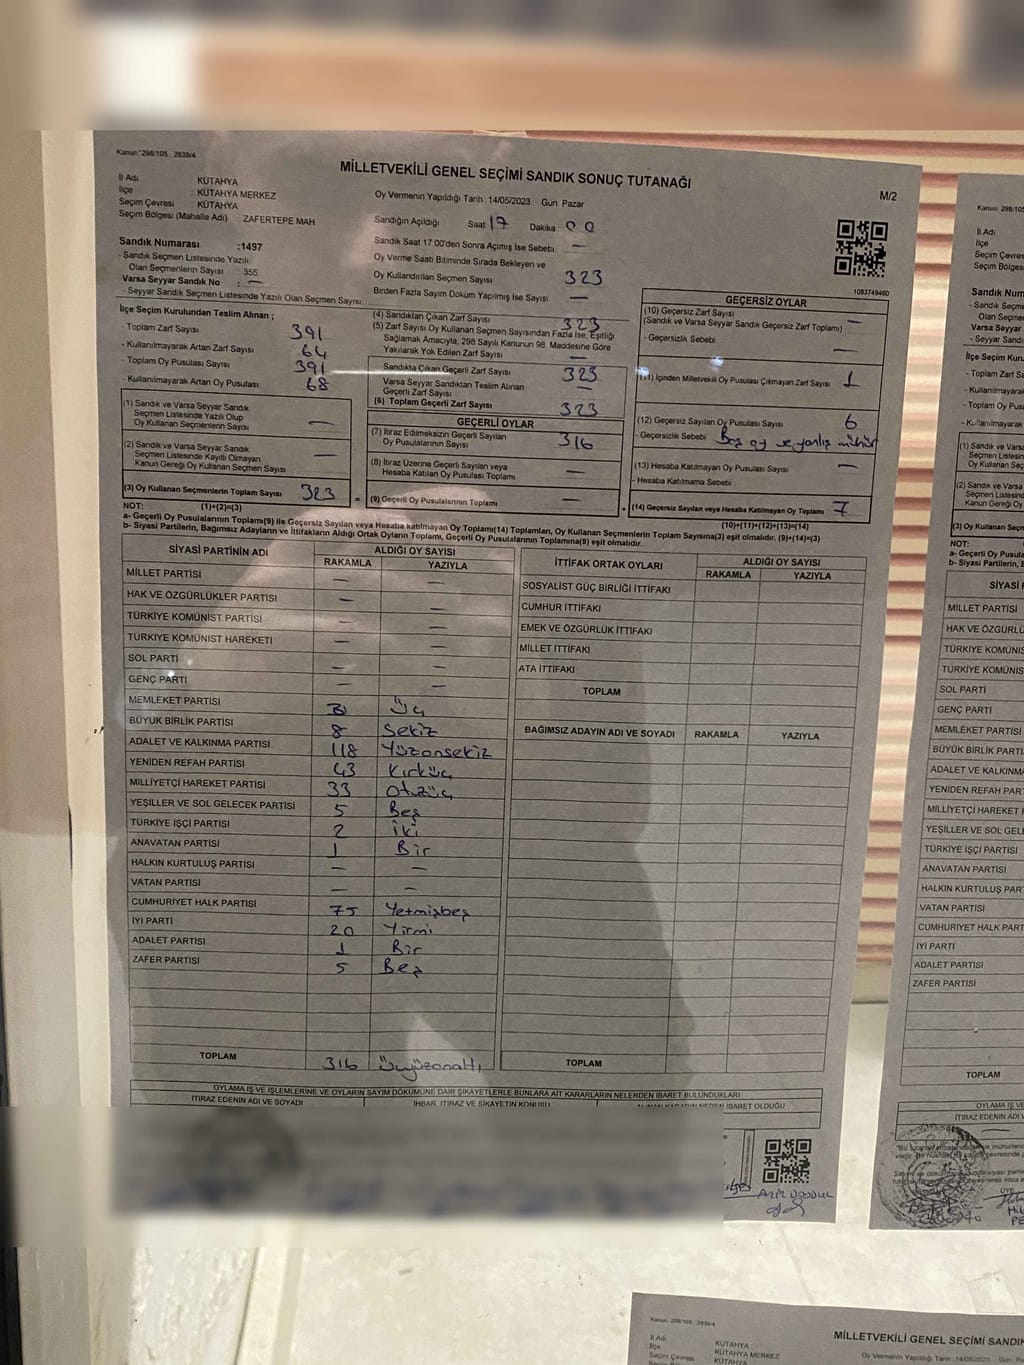 Kanun: 298/105 , 2839/4
MİLLETVEKİLİ GENEL SEÇİMİ SANDIK SONUÇ TUTANAĞI
M/2
İl Adı KÜTAHYA
İlçe KÜTAHYA MERKEZ
Seçim Çevresi KÜTAHYA
Seçim Bölgesi (Mahalle Adı) ZAFERTEPE MAH
Oy Vermenin Yapıldığı Tarih :14/05/2023 Gün Pazar
Sandığın Açıldığı Saat 17 Dakika 00
Sandık Saat 17:00'den Sonra Açılmış İse Sebebi —
Oy Verme Saati Bitiminde Sırada Bekleyen ve
Oy Kullandırılan Seçmen Sayısı 323
Birden Fazla Sayım Döküm Yapılmış İse Sayısı —
Sandık Numarası :1497
- Sandık Seçmen Listesinde Yazılı
Olan Seçmenlerin Sayısı : 355
Varsa Seyyar Sandık No : —
- Seyyar Sandık Seçmen Listesinde Yazılı Olan Seçmen Sayısı
1083749460
İlçe Seçim Kurulundan Teslim Alınan ;
- Toplam Zarf Sayısı 391
- Kullanılmayarak Artan Zarf Sayısı 64
- Toplam Oy Pusulası Sayısı 391
- Kullanılmayarak Artan Oy Pusulası 68
(1) Sandık ve Varsa Seyyar Sandık
Seçmen Listesinde Yazılı Olup
Oy Kullanan Seçmenlerin Sayısı —
(2) Sandık ve Varsa Seyyar Sandık
Seçmen Listesinde Kayıtlı Olmayan
Kanun Gereği Oy Kullanan Seçmen Sayısı —
(3) Oy Kullanan Seçmenlerin Toplam Sayısı 323
(4) Sandıktan Çıkan Zarf Sayısı 323
(5) Zarf Sayısı Oy Kullanan Seçmen Sayısından Fazla İse, Eşitliği
Sağlamak Amacıyla, 298 Sayılı Kanunun 98. Maddesine Göre
Yakılarak Yok Edilen Zarf Sayısı —
Sandıkta Çıkan Geçerli Zarf Sayısı 323
Varsa Seyyar Sandıktan Teslim Alınan
Geçerli Zarf Sayısı —
(6) Toplam Geçerli Zarf Sayısı 323
GEÇERLİ OYLAR
(7) İtiraz Edilmeksizin Geçerli Sayılan
Oy Pusulalarının Sayısı 316
(8) İtiraz Üzerine Geçerli Sayılan veya
Hesaba Katılan Oy Pusulası Toplamı —
= (9) Geçerli Oy Pusulalarının Toplamı —
GEÇERSİZ OYLAR
(10) Geçersiz Zarf Sayısı
(Sandık ve Varsa Seyyar Sandık Geçersiz Zarf Toplamı) —
- Geçersizlik Sebebi —
(11) İçinden Milletvekili Oy Pusulası Çıkmayan Zarf Sayısı 1
(12) Geçersiz Sayılan Oy Pusulası Sayısı 6
- Geçersizlik Sebebi Boş oy ve yanlış mühür
(13) Hesaba Katılmayan Oy Pusulası Sayısı —
- Hesaba Katılmama Sebebi
+ (14) Geçersiz Sayılan veya Hesaba Katılmayan Oy Toplamı 7
NOT: (1)+(2)=(3) (10)+(11)+(12)+(13)=(14)
a- Geçerli Oy Pusulalarının Toplamı(9) ile Geçersiz Sayılan veya Hesaba katılmayan Oy Toplamı(14) Toplamları, Oy Kullanan Seçmenlerin Toplam Sayısına(3) eşit olmalıdır. (9)+(14)=(3)
b- Siyasi Partilerin, Bağımsız Adayların ve İttifakların Aldığı Ortak Oyların Toplamı, Geçerli Oy Pusulalarının Toplamına(9) eşit olmalıdır.
SİYASİ PARTİNİN ADI ALDIĞI OY SAYISI
RAKAMLA YAZIYLA
MİLLET PARTİSİ — —
HAK VE ÖZGÜRLÜKLER PARTİSİ — —
TÜRKİYE KOMÜNİST PARTİSİ — —
TÜRKİYE KOMÜNİST HAREKETİ — —
SOL PARTİ — —
GENÇ PARTİ — —
MEMLEKET PARTİSİ 3 Üç
BÜYÜK BİRLİK PARTİSİ 8 Sekiz
ADALET VE KALKINMA PARTİSİ 118 Yüzonsekiz
YENİDEN REFAH PARTİSİ 43 Kırküç
MİLLİYETÇİ HAREKET PARTİSİ 33 Otuzüç
YEŞİLLER VE SOL GELECEK PARTİSİ 5 Beş
TÜRKİYE İŞÇİ PARTİSİ 2 İki
ANAVATAN PARTİSİ 1 Bir
HALKIN KURTULUŞ PARTİSİ — —
VATAN PARTİSİ — —
CUMHURİYET HALK PARTİSİ 75 Yetmişbeş
İYİ PARTİ 20 Yirmi
ADALET PARTİSİ 1 Bir
ZAFER PARTİSİ 5 Beş
TOPLAM 316 Üçyüzonaltı
İTTİFAK ORTAK OYLARI ALDIĞI OY SAYISI
RAKAMLA YAZIYLA
SOSYALİST GÜÇ BİRLİĞİ İTTİFAKI
CUMHUR İTTİFAKI
EMEK VE ÖZGÜRLÜK İTTİFAKI
MİLLET İTTİFAKI
ATA İTTİFAKI
TOPLAM
BAĞIMSIZ ADAYIN ADI VE SOYADI RAKAMLA YAZIYLA
TOPLAM
OYLAMA İŞ VE İŞLEMLERİNE VE OYLARIN SAYIM DÖKÜMÜNE DAİR ŞİKAYETLERLE BUNLARA AİT KARARLARIN NELERDEN İBARET BULUNDUKLARI
İTİRAZ EDENİN ADI VE SOYADI
İHBAR, İTİRAZ VE ŞİKAYETİN KONUSU
İBARET OLDUĞU
Kanun: 298/105
İl Adı
İlçe
Seçim Çevres
Seçim Bölgesi
Sandık Num
- Sandık Seçme
Olan Seçme
Varsa Seyya
- Seyyar Sandı
İlçe Seçim Ku
- Toplam Zarf
- Kullanılmaya
- Toplam Oy Pus
- Kullanılmayara
(1) Sandık ve Va
Seçmen Lis
Oy Kullanan
(2) Sandık ve Va
Seçmen Listes
Kanun Gereği
(3) Oy Kullanan Seç
NOT:
a- Geçerli Oy Pusul
b- Siyasi Partilerin, B
SİYASİ F
MİLLET PARTİSİ
HAK VE ÖZGÜRLÜ
TÜRKİYE KOMÜNİS
TÜRKİYE KOMÜNİS
SOL PARTİ
GENÇ PARTİ
MEMLEKET PARTİSİ
BÜYÜK BİRLİK PARTİ
ADALET VE KALKINMA
YENİDEN REFAH PAR
MİLLİYETÇİ HAREKET
YEŞİLLER VE SOL GELE
TÜRKİYE İŞÇİ PARTİSİ
ANAVATAN PARTİSİ
HALKIN KURTULUŞ PAR
VATAN PARTİSİ
CUMHURİYET HALK PART
İYİ PARTİ
ADALET PARTİSİ
ZAFER PARTİSİ
TOPLAM
OYLAMA İŞ V
İTİRAZ EDENİN ADI V
ÜYE
Kanun: 298/105 , 2839/4
MİLLETVEKİLİ GENEL SEÇİMİ SANDIK
İl Adı KÜTAHYA
İlçe KÜTAHYA MERKEZ
Seçim Çevresi KÜTAHYA
Oy Vermenin Yapıldığı Tarih :14/05/2023